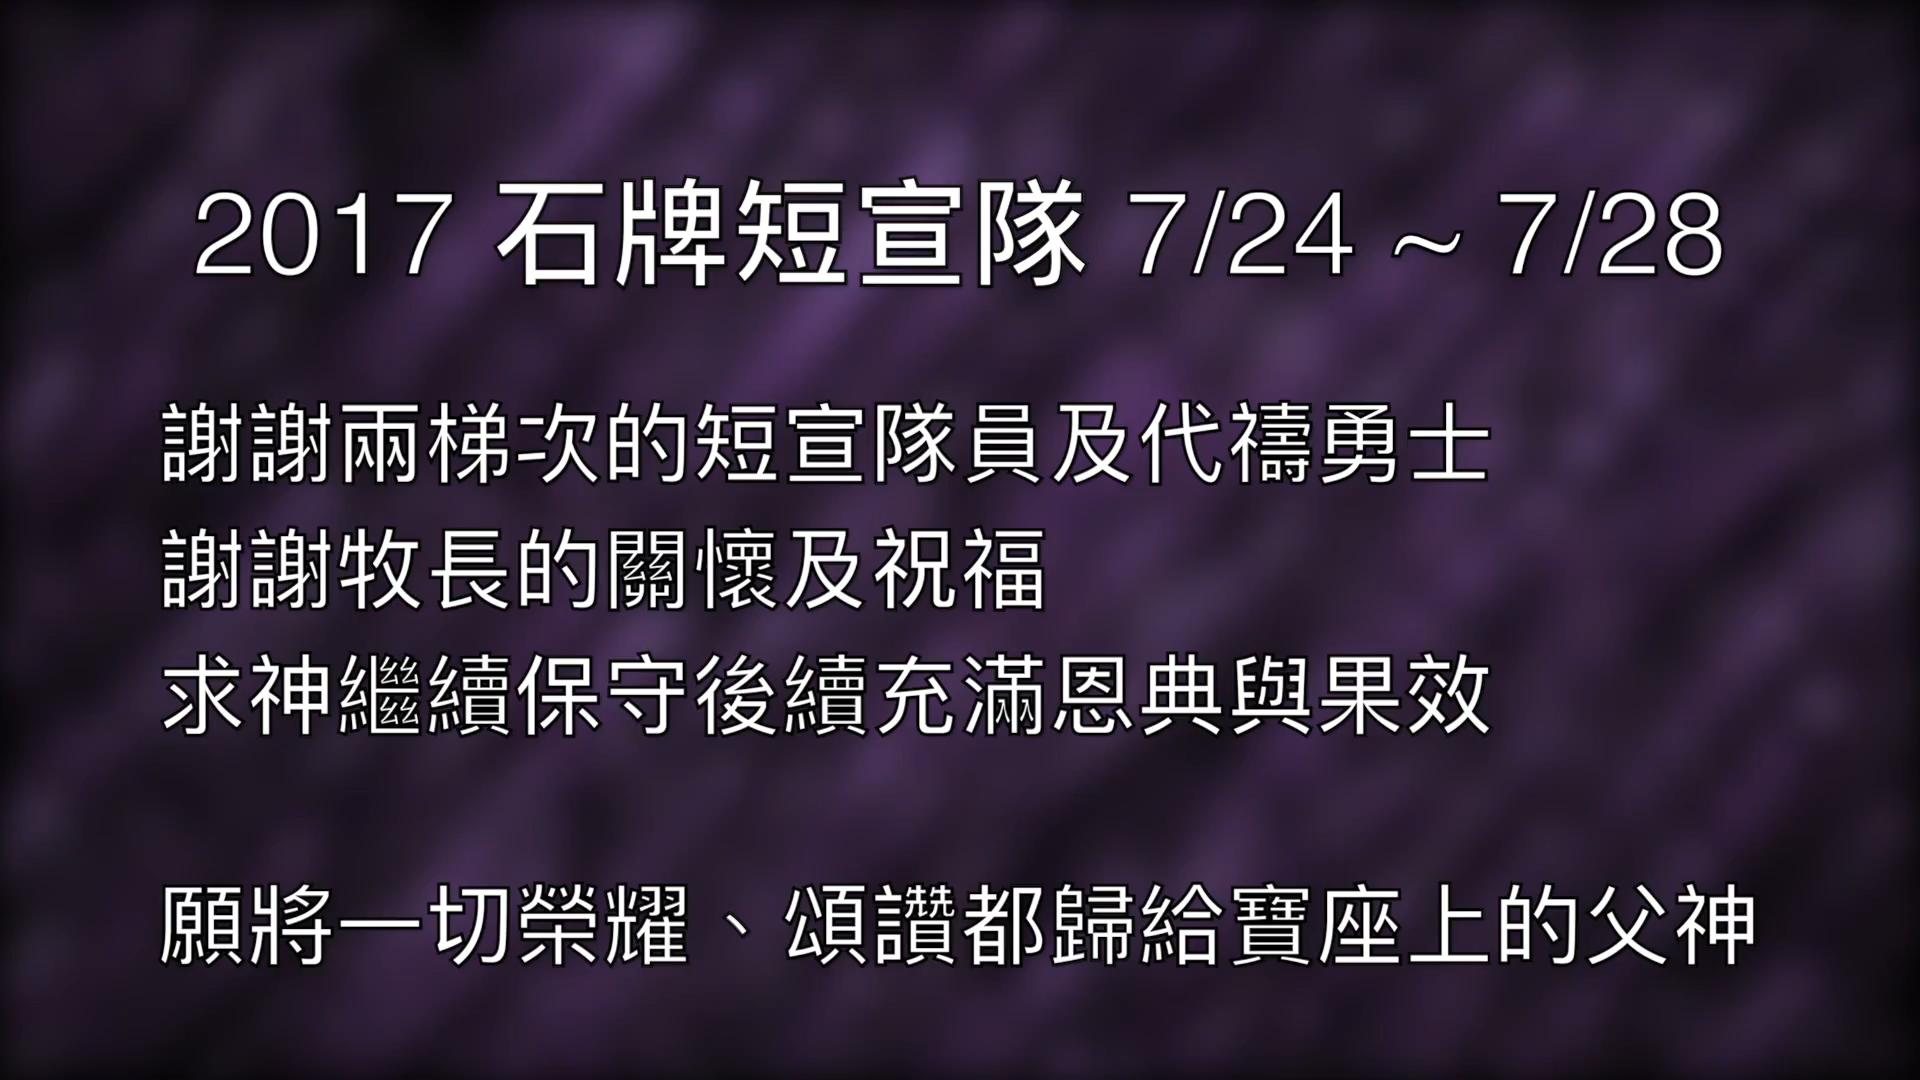 2017 石牌短宣隊 7/24 ~ 7/28
謝謝兩梯次的短宣隊員及代禱勇士
謝謝牧長的關懷及祝福
求神繼續保守後續充滿恩典與果效
願將一切榮耀、頌讚都歸給寶座上的父神